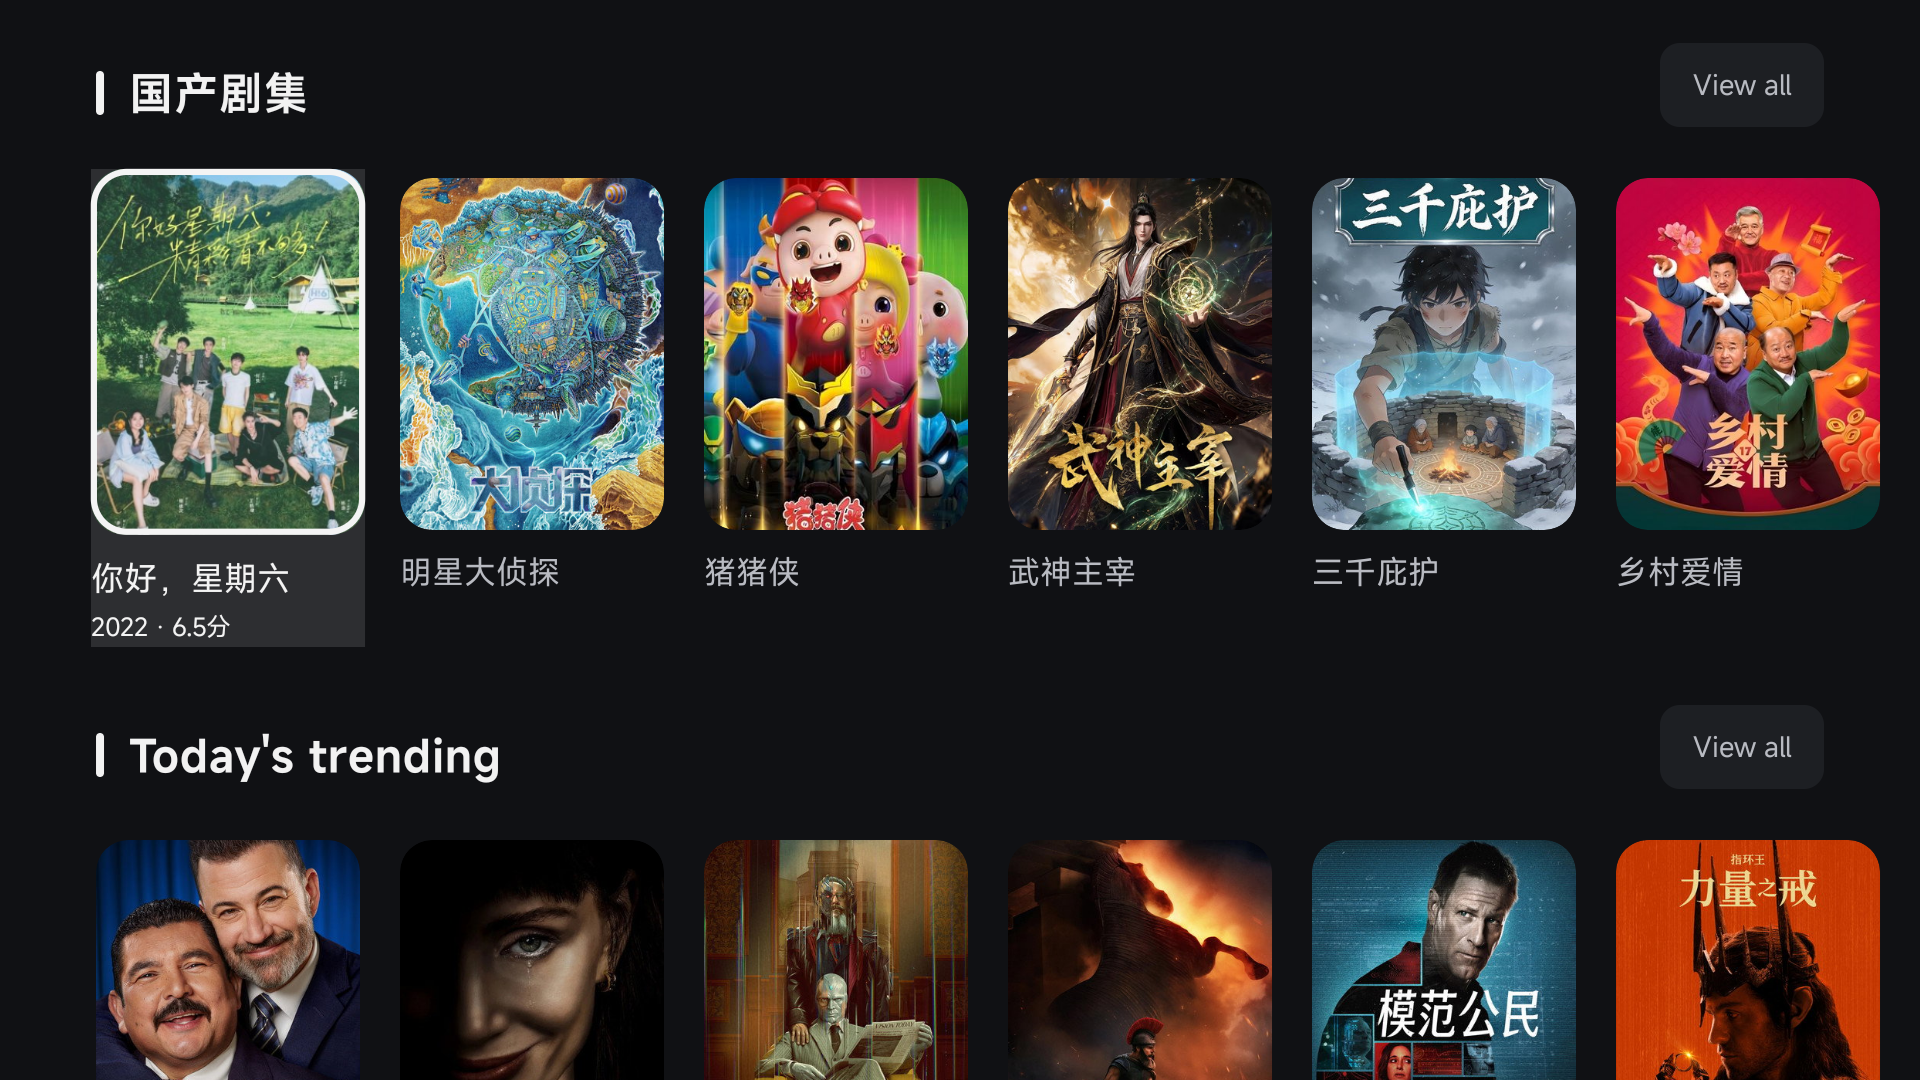 国产剧集
View all
你好星期六
精彩看不够!
大侦探
猪猪侠
武神主宰
三千庇护
乡村
17
爱情
你好，星期六
2022 · 6.5分
明星大侦探
猪猪侠
武神主宰
三千庇护
乡村爱情
Today's trending
View all
模范公民
指环王
力量之戒